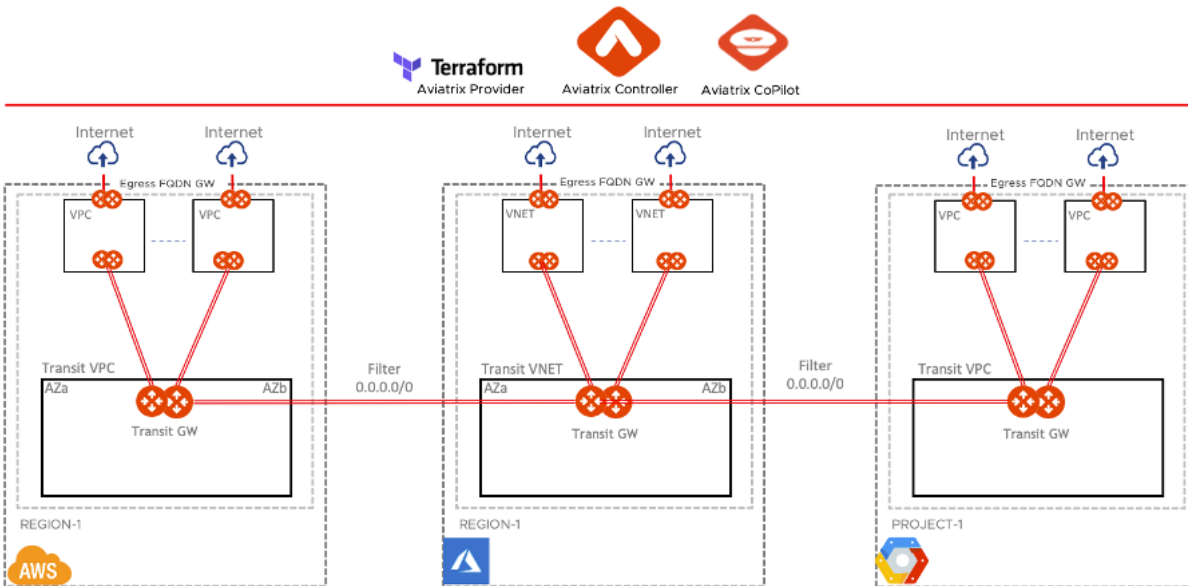 Terraform
Aviatrix Provider
Aviatrix Controller
Aviatrix CoPilot
Internet
Internet
Internet
Internet
Internet
Internet
Egress FQDN GW
Egress FQDN GW
Egress FQDN GW
VPC
VPC
VNET
VNET
VPC
VPC
Transit VPC
Filter
0.0.0.0/0
Transit VNET
Filter
0.0.0.0/0
Transit VPC
AZa
AZb
AZa
AZb
Transit GW
Transit GW
Transit GW
REGION-1
REGION-1
PROJECT-1
AWS